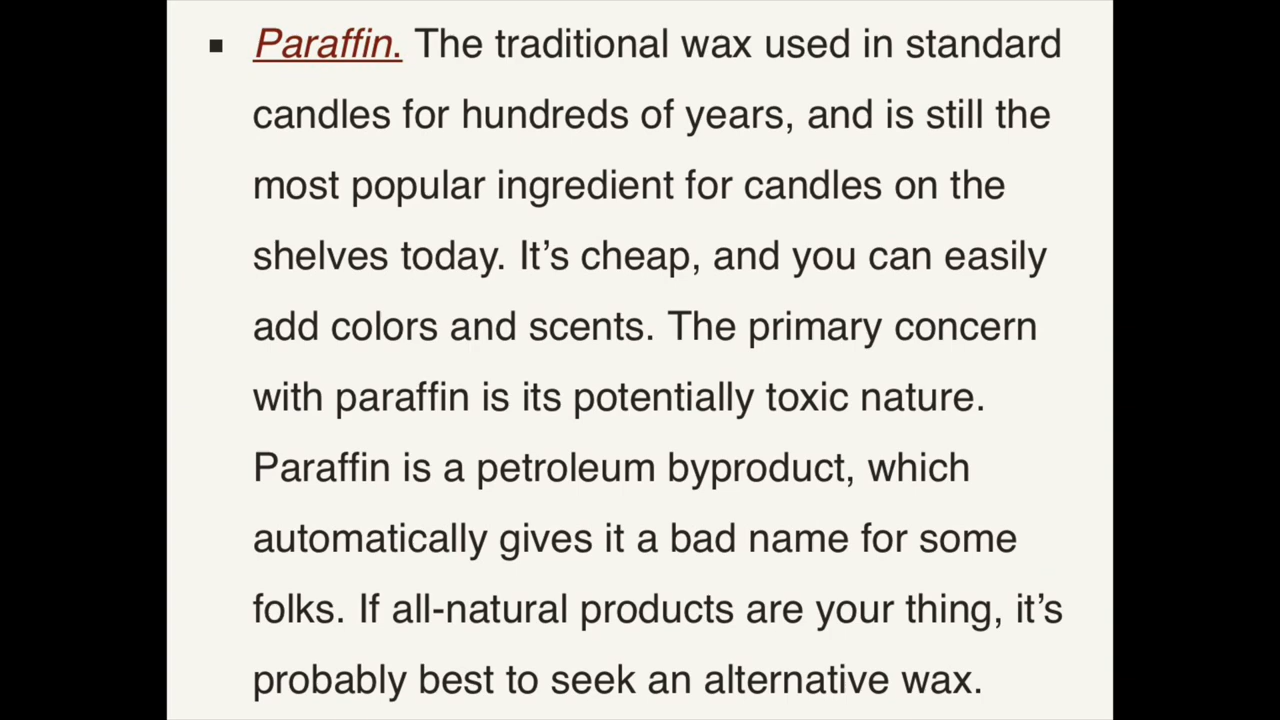 ▪ Paraffin. The traditional wax used in standard
candles for hundreds of years, and is still the
most popular ingredient for candles on the
shelves today. It’s cheap, and you can easily
add colors and scents. The primary concern
with paraffin is its potentially toxic nature.
Paraffin is a petroleum byproduct, which
automatically gives it a bad name for some
folks. If all-natural products are your thing, it’s
probably best to seek an alternative wax.